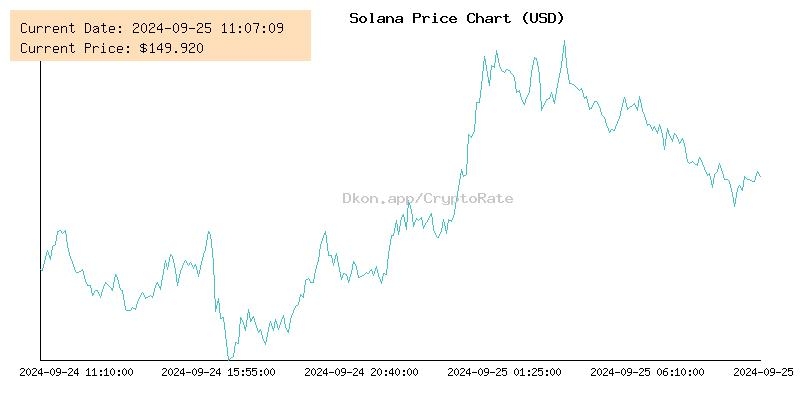 Solana Price Chart (USD)
Current Date: 2024-09-25 11:07:09
Current Price: $149.920
Dkon.app/CryptoRate
2024-09-24 11:10:00 2024-09-24 15:55:00 2024-09-24 20:40:00 2024-09-25 01:25:00 2024-09-25 06:10:00 2024-09-25